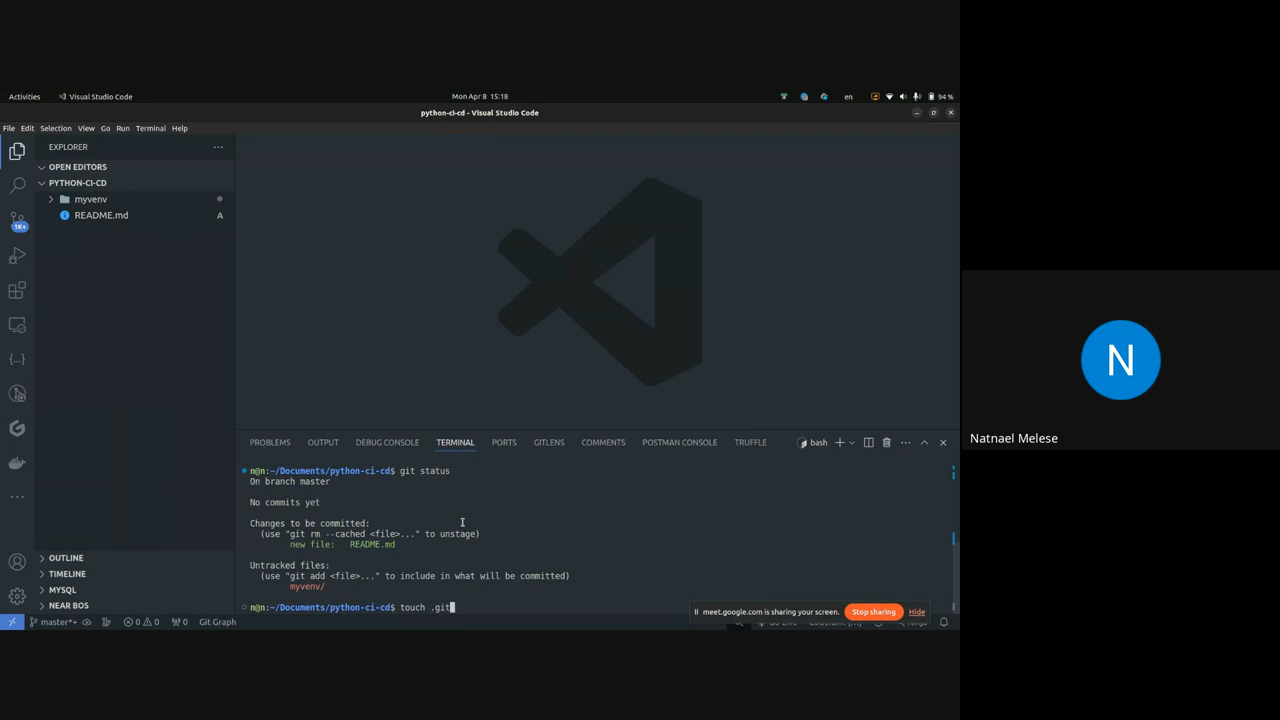 Activities
Visual Studio Code
Mon Apr 8 15:18
en
94 %
python-ci-cd - Visual Studio Code
File Edit Selection View Go Run Terminal Help
EXPLORER
OPEN EDITORS
PYTHON-CI-CD
myvenv
README.md
A
1K+
OUTLINE
TIMELINE
MYSQL
NEAR BOS
PROBLEMS OUTPUT DEBUG CONSOLE TERMINAL PORTS GITLENS COMMENTS POSTMAN CONSOLE TRUFFLE
bash
n@n:~/Documents/python-ci-cd$ git status
On branch master
No commits yet
Changes to be committed:
(use "git rm --cached <file>..." to unstage)
new file: README.md
Untracked files:
(use "git add <file>..." to include in what will be committed)
myvenv/
n@n:~/Documents/python-ci-cd$ touch .git
meet.google.com is sharing your screen.
Stop sharing
Hide
master*+
0 0
0
Git Graph
N
Natnael Melese